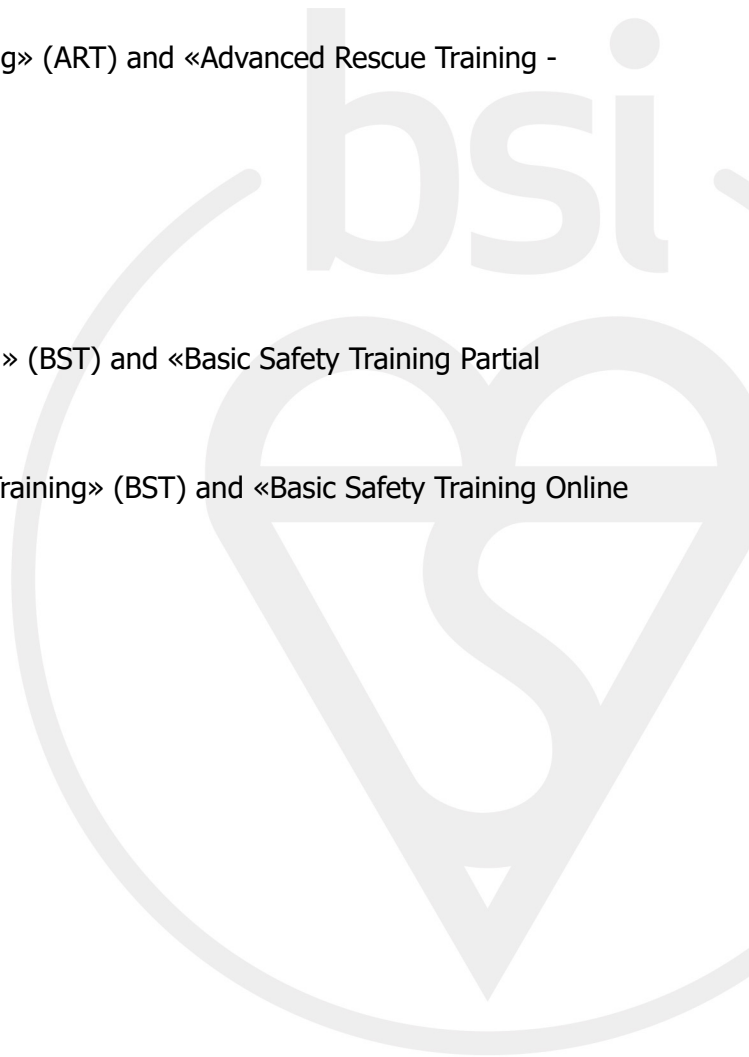 g» (ART) and «Advanced Rescue Training -
bsi
» (BST) and «Basic Safety Training Partial
raining» (BST) and «Basic Safety Training Online